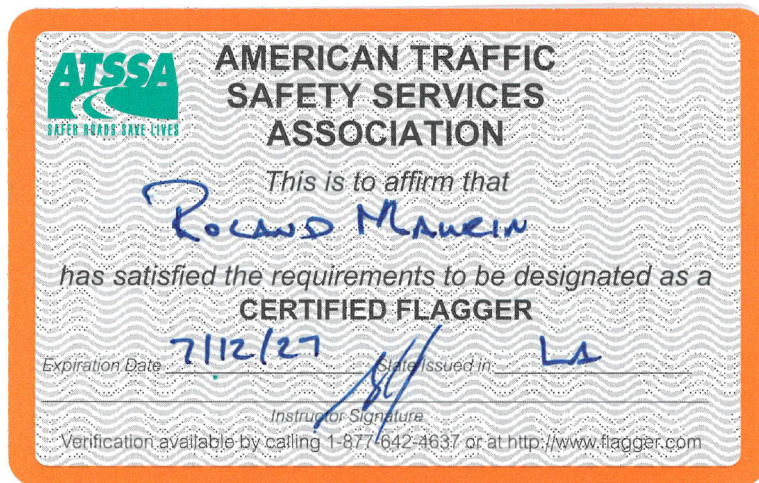 ATSSA
SAFER ROADS SAVE LIVES
AMERICAN TRAFFIC
SAFETY SERVICES
ASSOCIATION
This is to affirm that
ROLAND MAURIN
has satisfied the requirements to be designated as a
CERTIFIED FLAGGER
Expiration Date 7/12/27 State Issued in LA
Instructor Signature
Verification available by calling 1-877-642-4637 or at http://www.flagger.com